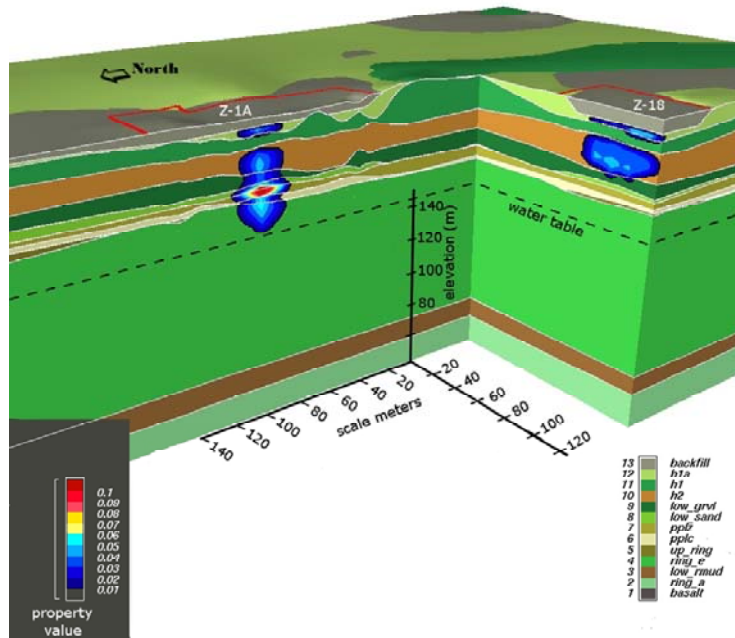 North
Z-1A
Z-18
water table
140
120
100
80
elevation (m)
20
40
60
80
100
120
140
scale meters
20
40
60
80
100
120
0.1
0.09
0.08
0.07
0.06
0.05
0.04
0.03
0.02
0.01
property
value
13 backfill
12 h1a
11 h1
10 h2
9 low_grvl
8 low_sand
7
6 pplc
5 up_ring
4 ring_e
3 low_rmud
2 ring_a
1 basalt